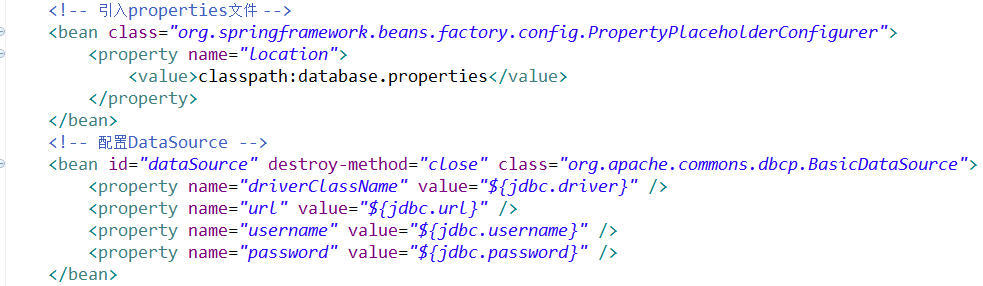 <!-- 引入properties文件 -->
<bean class="org.springframework.beans.factory.config.PropertyPlaceholderConfigurer">
<property name="location">
<value>classpath:database.properties</value>
</property>
</bean>
<!-- 配置DataSource -->
<bean id="dataSource" destroy-method="close" class="org.apache.commons.dbcp.BasicDataSource">
<property name="driverClassName" value="${jdbc.driver}" />
<property name="url" value="${jdbc.url}" />
<property name="username" value="${jdbc.username}" />
<property name="password" value="${jdbc.password}" />
</bean>